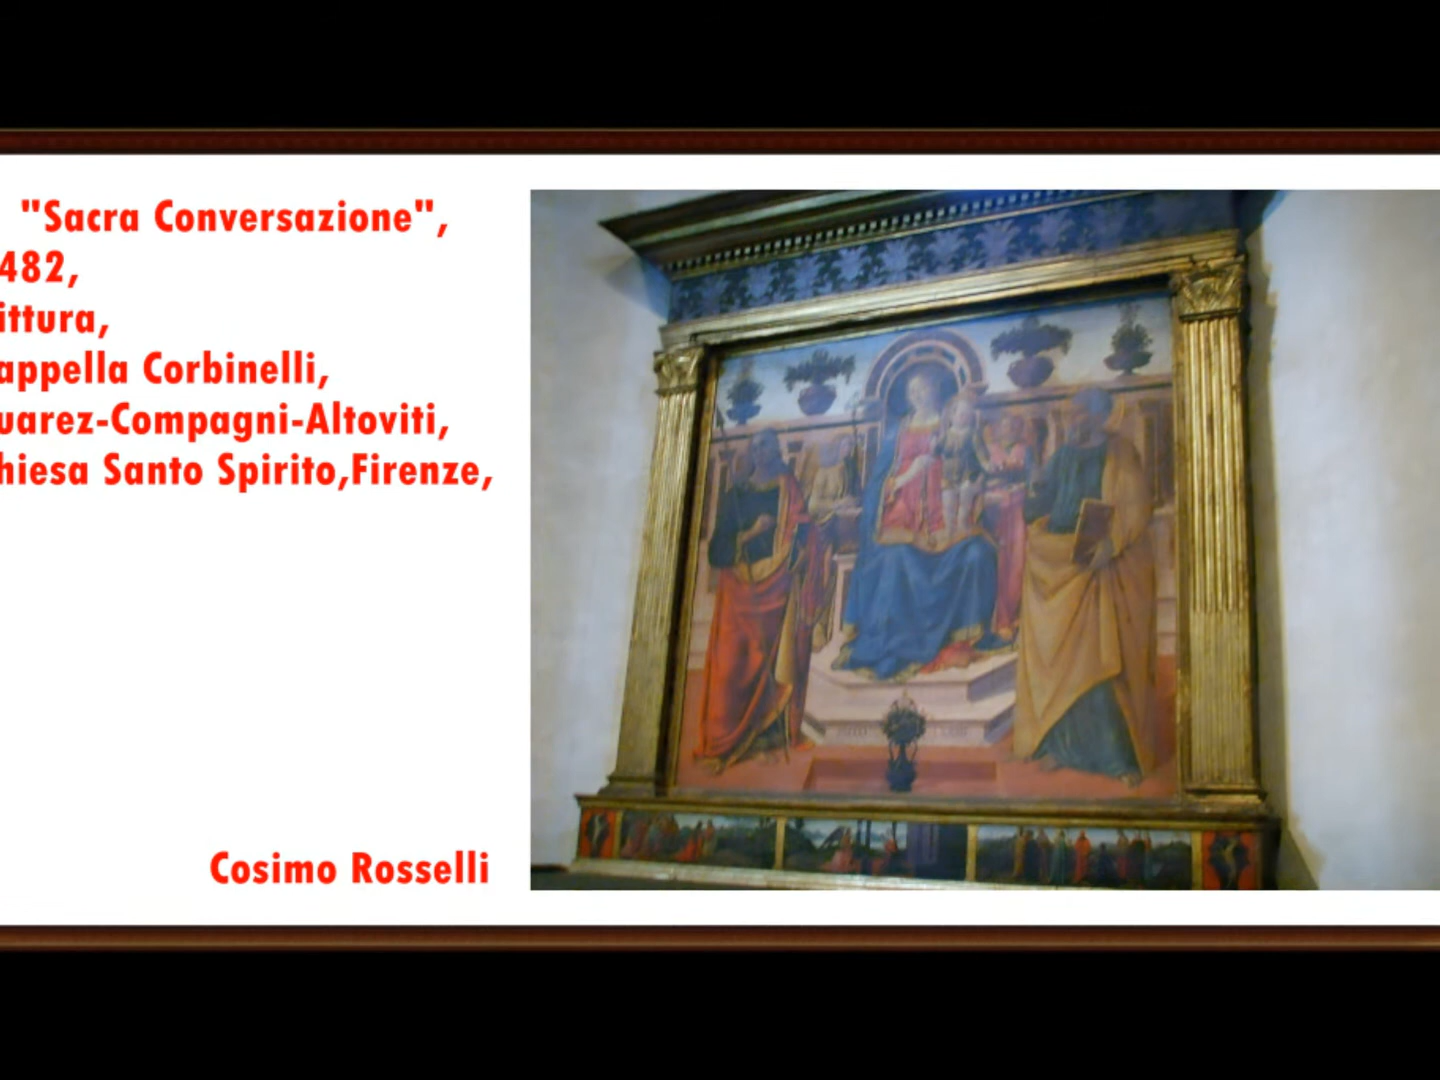 "Sacra Conversazione",
482,
ittura,
appella Corbinelli,
uarez-Compagni-Altoviti,
hiesa Santo Spirito,Firenze,
Cosimo Rosselli